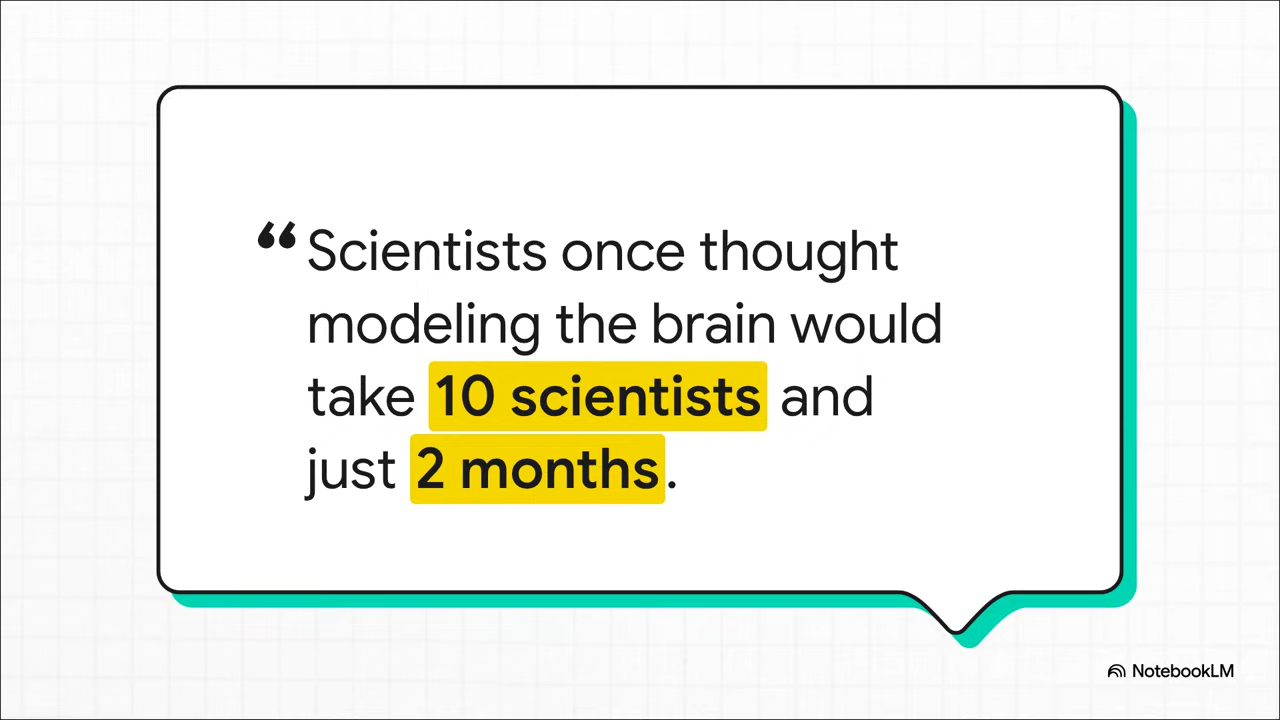 “Scientists once thought
modeling the brain would
take 10 scientists and
just 2 months.
NotebookLM